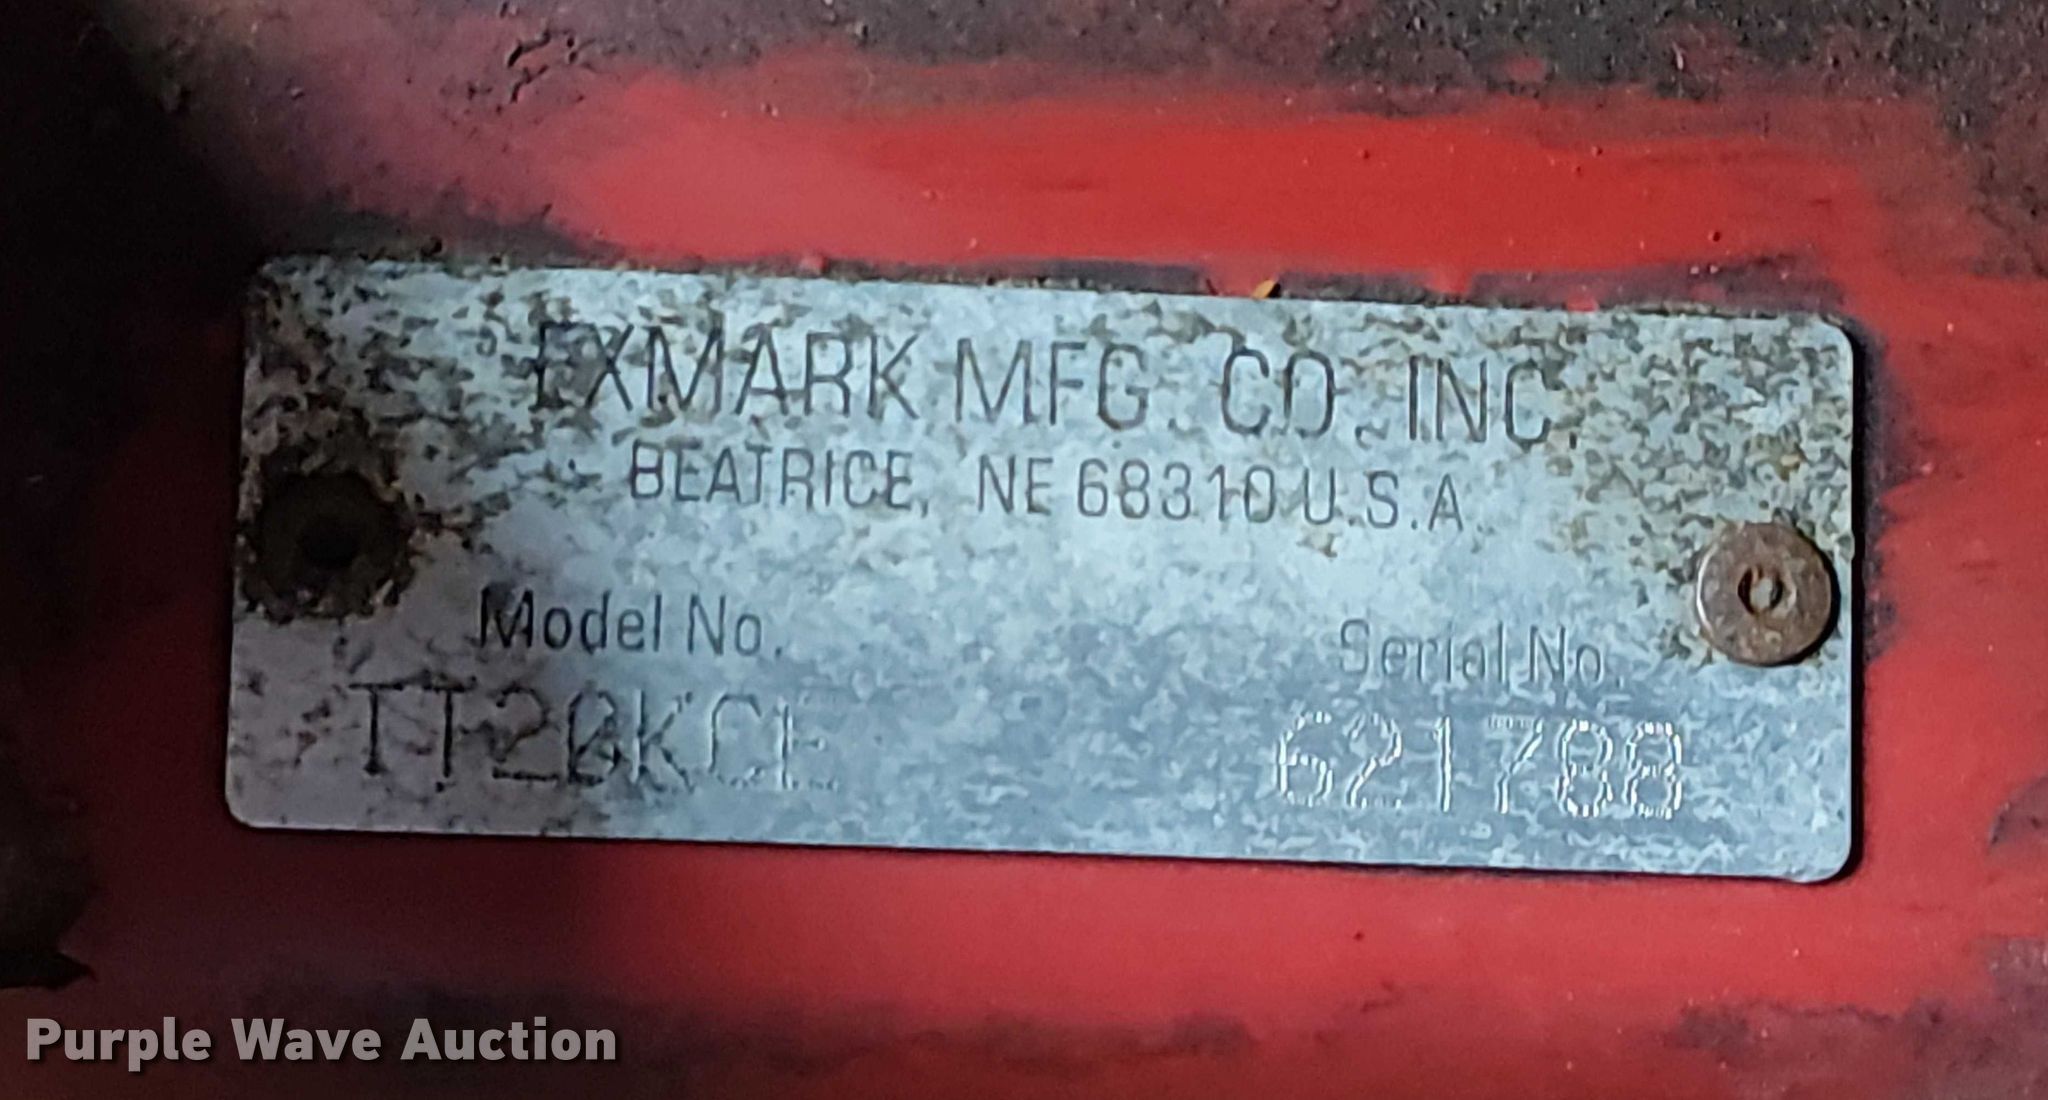 EXMARK MFG. CO., INC.
BEATRICE, NE 68310 U.S.A.
Model No.
Serial No.
TT20KCE
621788
Purple Wave Auction